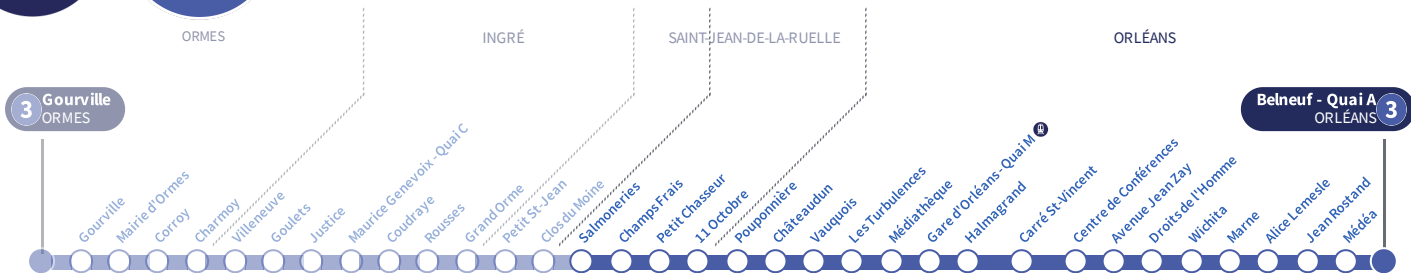 ORMES
INGRÉ
SAINT-JEAN-DE-LA-RUELLE
ORLÉANS
3
Gourville
ORMES
Belneuf - Quai A
ORLÉANS
3
Gourville
Mairie d'Ormes
Corroy
Charmoy
Villeneuve
Goulets
Justice
Maurice Genevoix - Quai C
Coudraye
Rousses
Grand Orme
Petit St-Jean
Clos du Moine
Salmoneries
Champs Frais
Petit Chasseur
11 Octobre
Pouponnière
Châteaudun
Vauquois
Les Turbulences
Médiathèque
Gare d'Orléans - Quai M
Halmagrand
Carré St-Vincent
Centre de Conférences
Avenue Jean Zay
Droits de l'Homme
Wichita
Marne
Alice Lemesle
Jean Rostand
Médéa